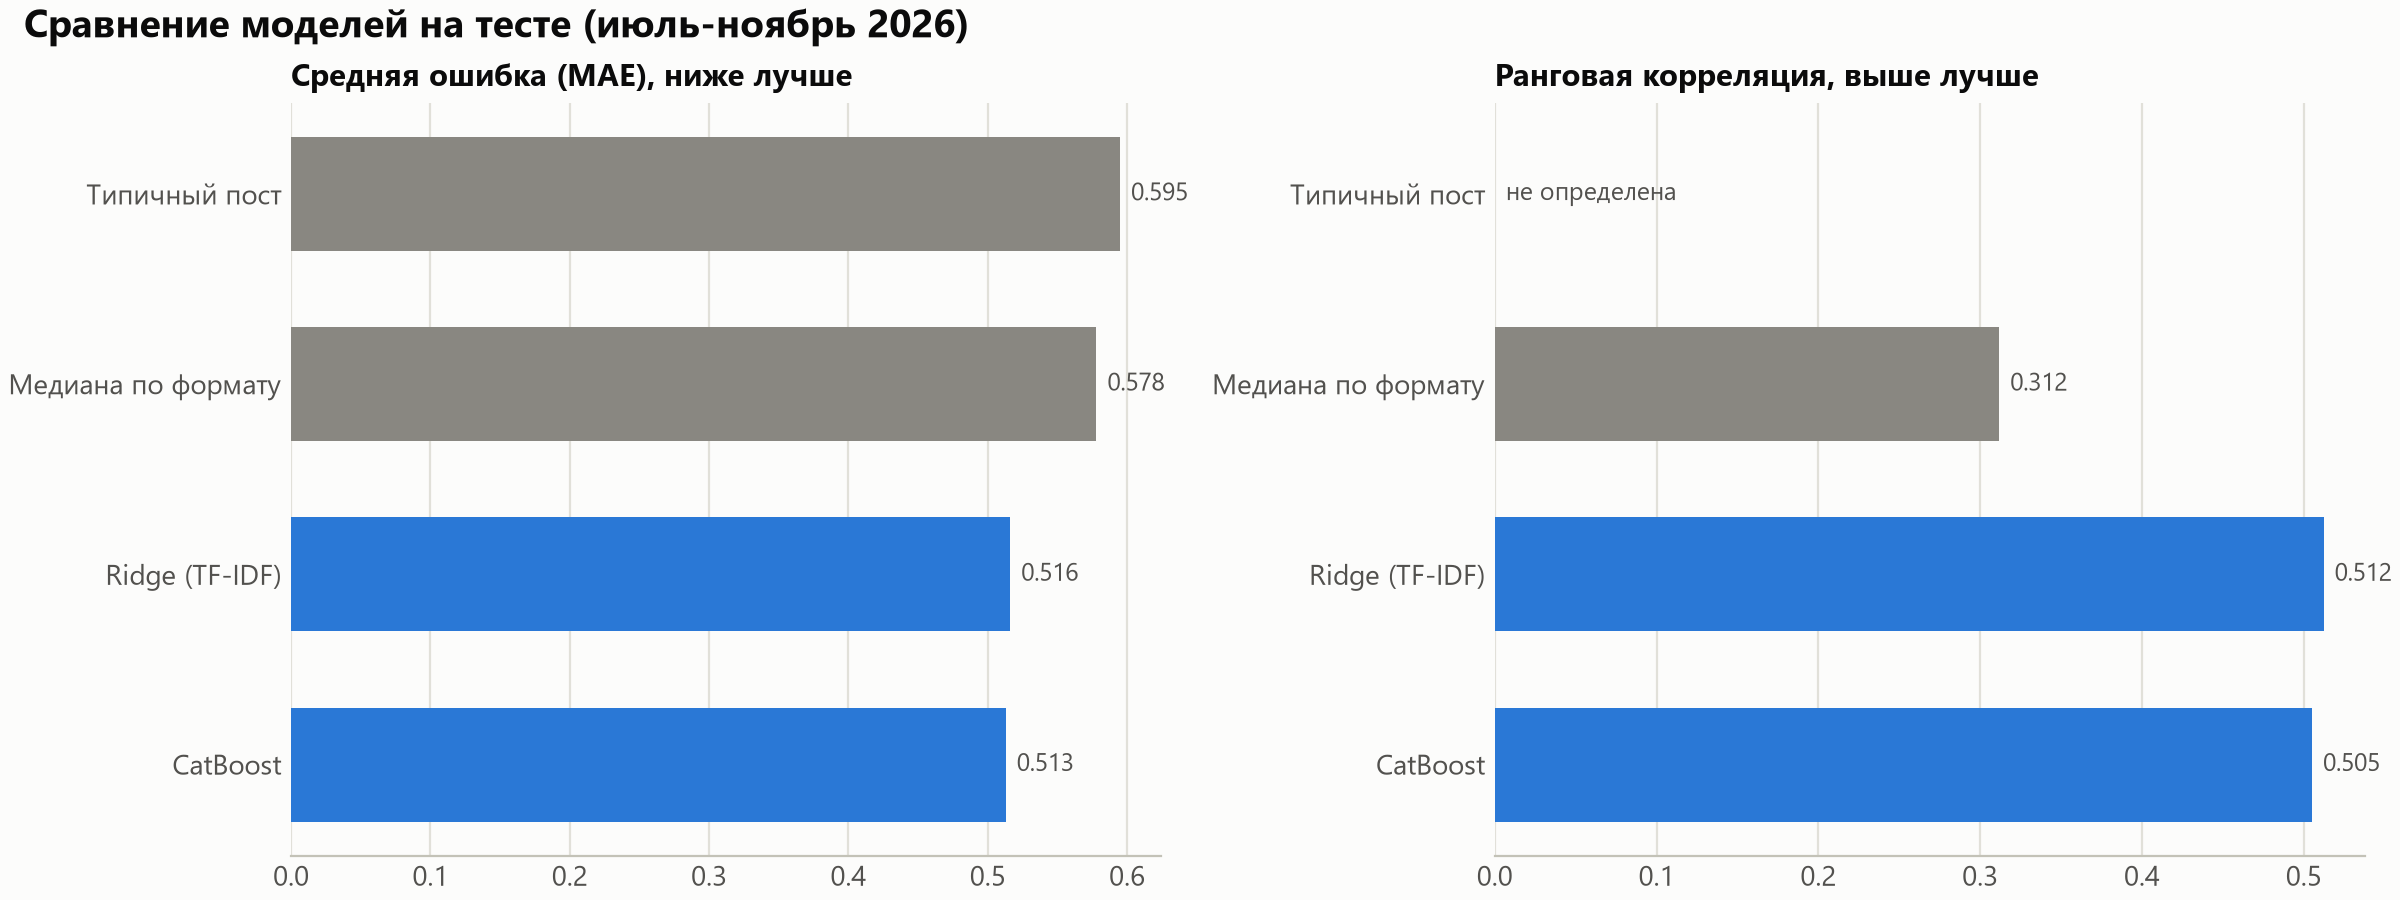 Сравнение моделей на тесте (июль-ноябрь 2026)
Средняя ошибка (MAE), ниже лучше
Типичный пост
0.595
Медиана по формату
0.578
Ridge (TF-IDF)
0.516
CatBoost
0.513
0.0 0.1 0.2 0.3 0.4 0.5 0.6
Ранговая корреляция, выше лучше
Типичный пост
не определена
Медиана по формату
0.312
Ridge (TF-IDF)
0.512
CatBoost
0.505
0.0 0.1 0.2 0.3 0.4 0.5